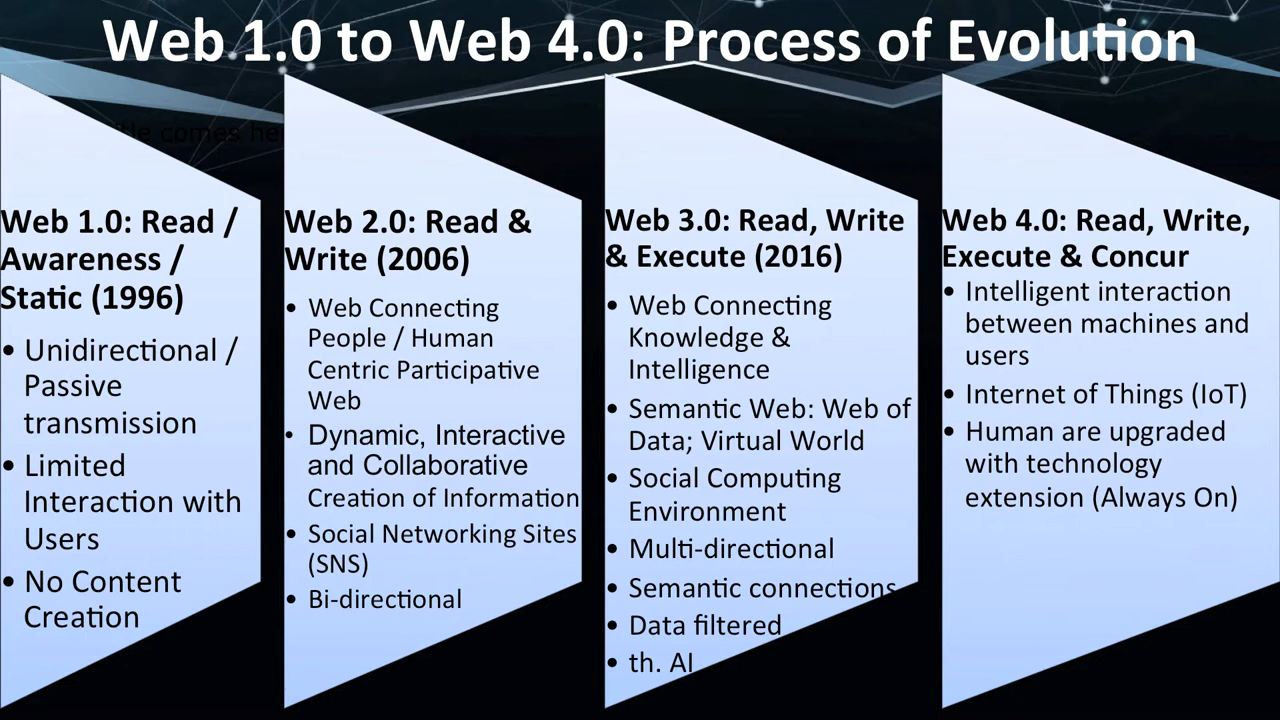 Web 1.0 to Web 4.0: Process of Evolution
tle comes he
Web 1.0: Read /
Awareness /
Static (1996)
• Unidirectional /
Passive
transmission
• Limited
Interaction with
Users
• No Content
Creation
Web 2.0: Read &
Write (2006)
• Web Connecting
People / Human
Centric Participative
Web
• Dynamic, Interactive
and Collaborative
Creation of Information
• Social Networking Sites
(SNS)
• Bi-directional
Web 3.0: Read, Write
& Execute (2016)
• Web Connecting
Knowledge &
Intelligence
• Semantic Web: Web of
Data; Virtual World
• Social Computing
Environment
• Multi-directional
• Semantic connections
• Data filtered
• th. AI
Web 4.0: Read, Write,
Execute & Concur
• Intelligent interaction
between machines and
users
• Internet of Things (IoT)
• Human are upgraded
with technology
extension (Always On)